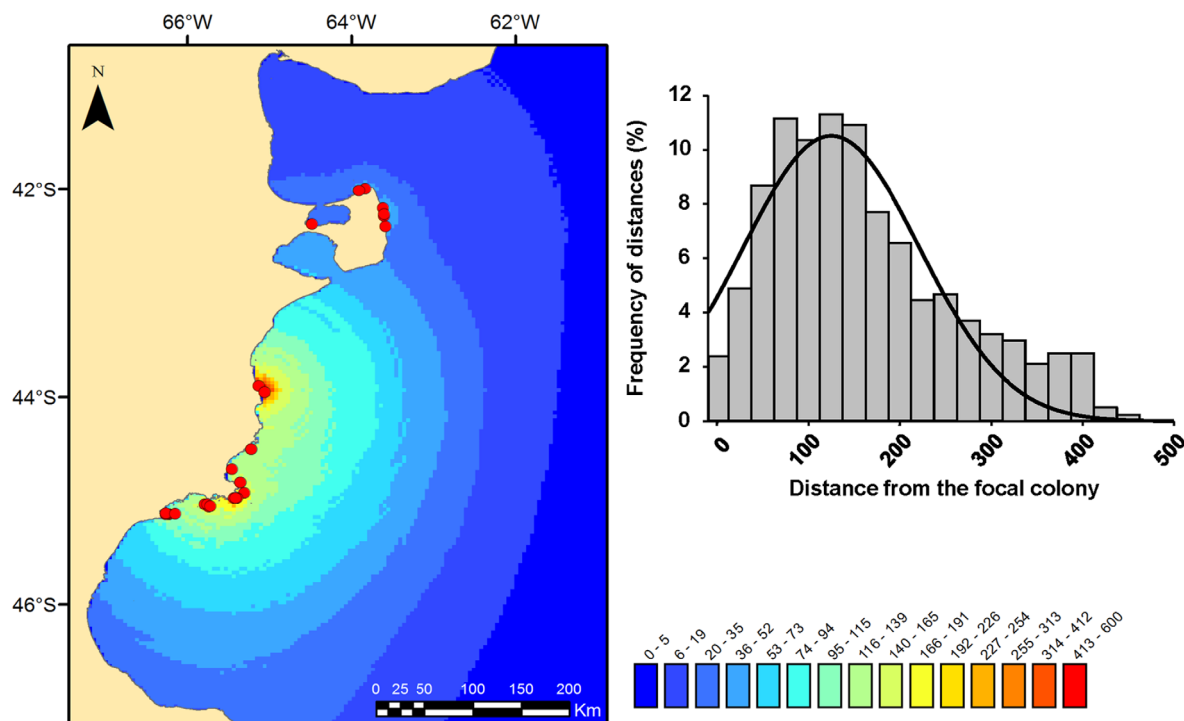 66°W 64°W 62°W
N
42°S
44°S
46°S
0 25 50 100 150 200
Km
12
10
8
6
4
2
0
Frequency of distances (%)
0 100 200 300 400 500
Distance from the focal colony
0 - 5
6 - 19
20 - 35
36 - 52
53 - 73
74 - 94
95 - 115
116 - 139
140 - 165
166 - 191
192 - 226
227 - 254
255 - 313
314 - 412
413 - 600